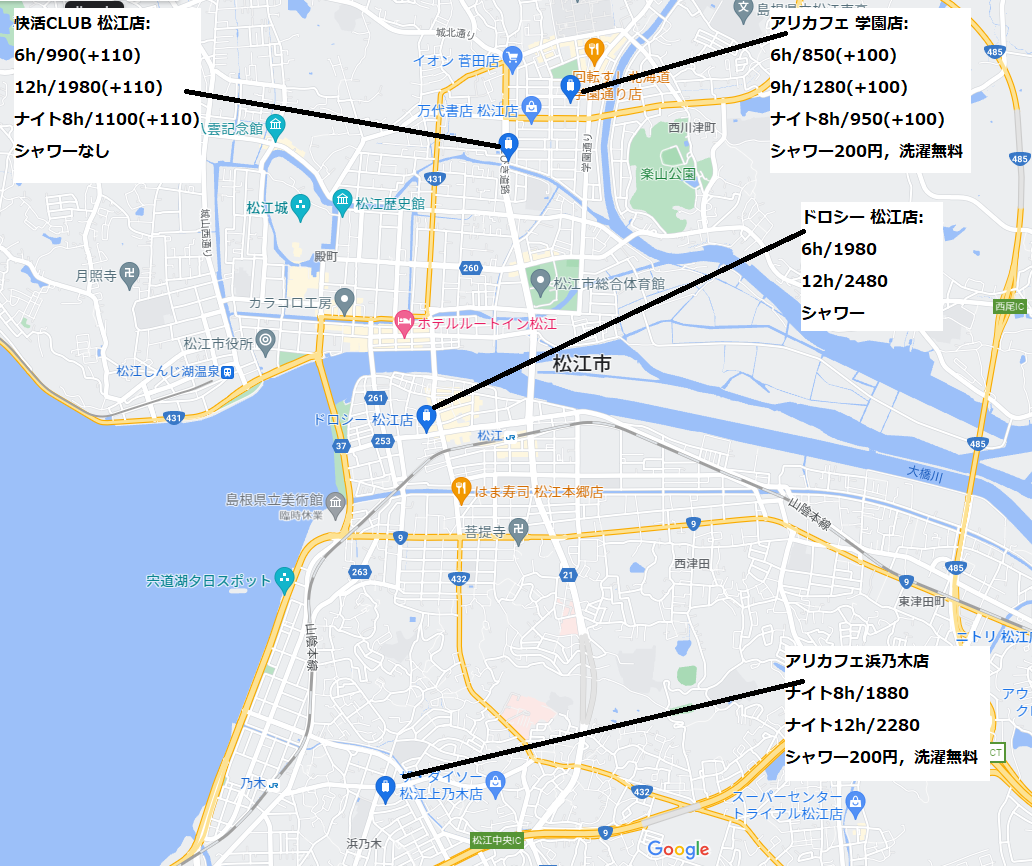 快活CLUB 松江店:
6h/990(+110)
12h/1980(+110)
ナイト8h/1100(+110)
シャワーなし
アリカフェ 学園店:
6h/850(+100)
9h/1280(+100)
ナイト8h/950(+100)
シャワー200円，洗濯無料
ドロシー 松江店:
6h/1980
12h/2480
シャワー
アリカフェ浜乃木店
ナイト8h/1880
ナイト12h/2280
シャワー200円，洗濯無料
城北通り
イオン 菅田店
回転すし北海道
学園通り店
万代書店 松江店
八雲記念館
西川津町
楽山公園
485
485
431
松江城
松江歴史館
殿町
260
月照寺
カラコロ工房
松江市総合体育館
ホテルルートイン松江
西尾IC
松江市役所
松江市
松江しんじ湖温泉
431
261
ドロシー 松江店
253
松江
JR
37
485
大橋川
はま寿司·松江本郷店
島根県立美術館
臨時休業
山陰本線
菩提寺
9
9
263
432
21
西津田
485
9
東津田町
宍道湖夕日スポット
山陰本線
ニトリ 松江
アウ
ク
CT
乃木
JR
ザ·ダイソー
松江上乃木店
432
スーパーセンター
トライアル松江店
浜乃木
松江中央IC
9
Google